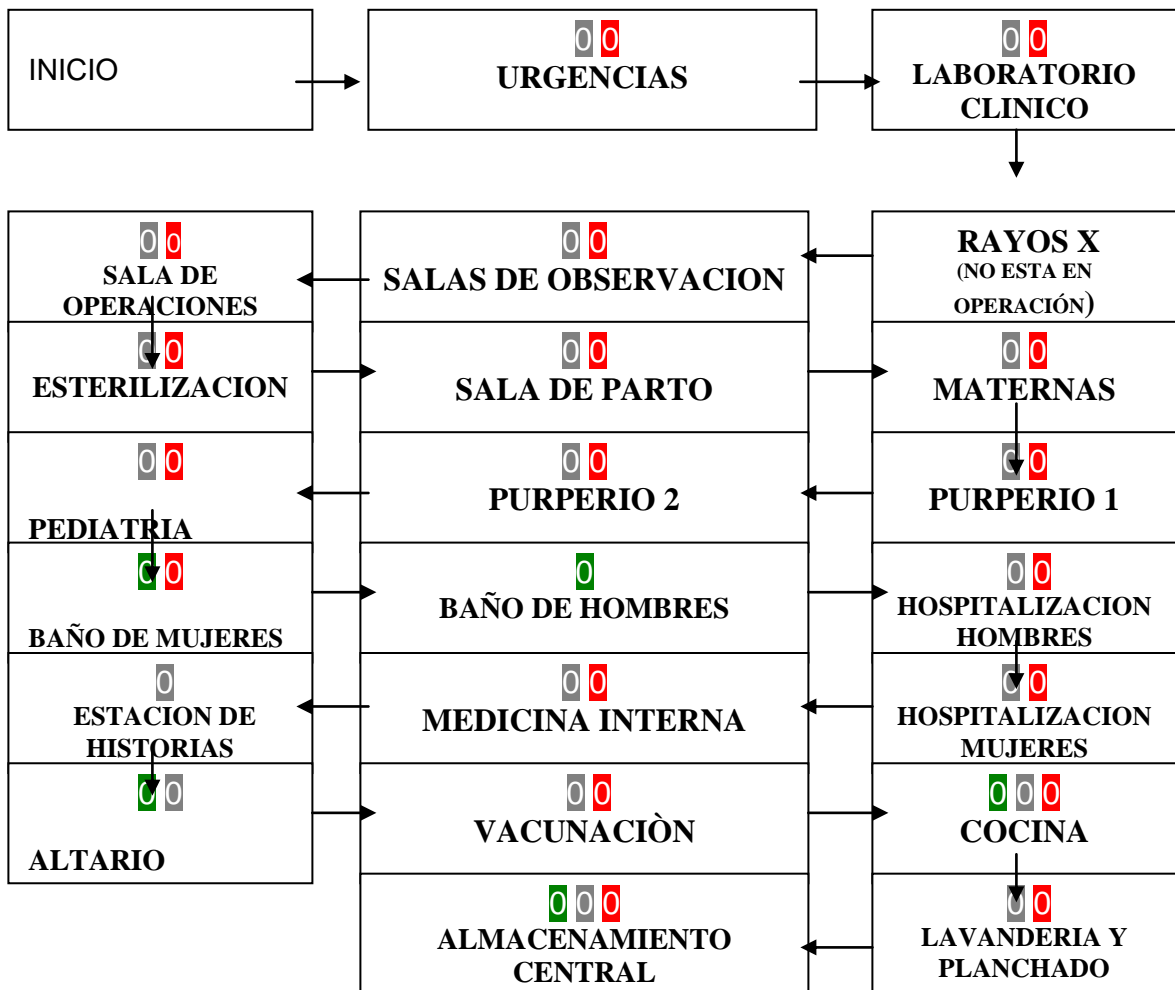 INICIO
0 0
URGENCIAS
0 0
LABORATORIO
CLINICO
0 0
SALA DE
OPERACIONES
0 0
SALAS DE OBSERVACION
RAYOS X
(NO ESTA EN
OPERACIÓN)
0 0
ESTERILIZACION
0 0
SALA DE PARTO
0 0
MATERNAS
0 0
PEDIATRIA
0 0
PURPERIO 2
0 0
PURPERIO 1
0 0
BAÑO DE MUJERES
0
BAÑO DE HOMBRES
0 0
HOSPITALIZACION
HOMBRES
0
ESTACION DE
HISTORIAS
0 0
MEDICINA INTERNA
0 0
HOSPITALIZACION
MUJERES
0 0
ALTARIO
0 0
VACUNACIÒN
0 0 0
COCINA
0 0 0
ALMACENAMIENTO
CENTRAL
0 0
LAVANDERIA Y
PLANCHADO